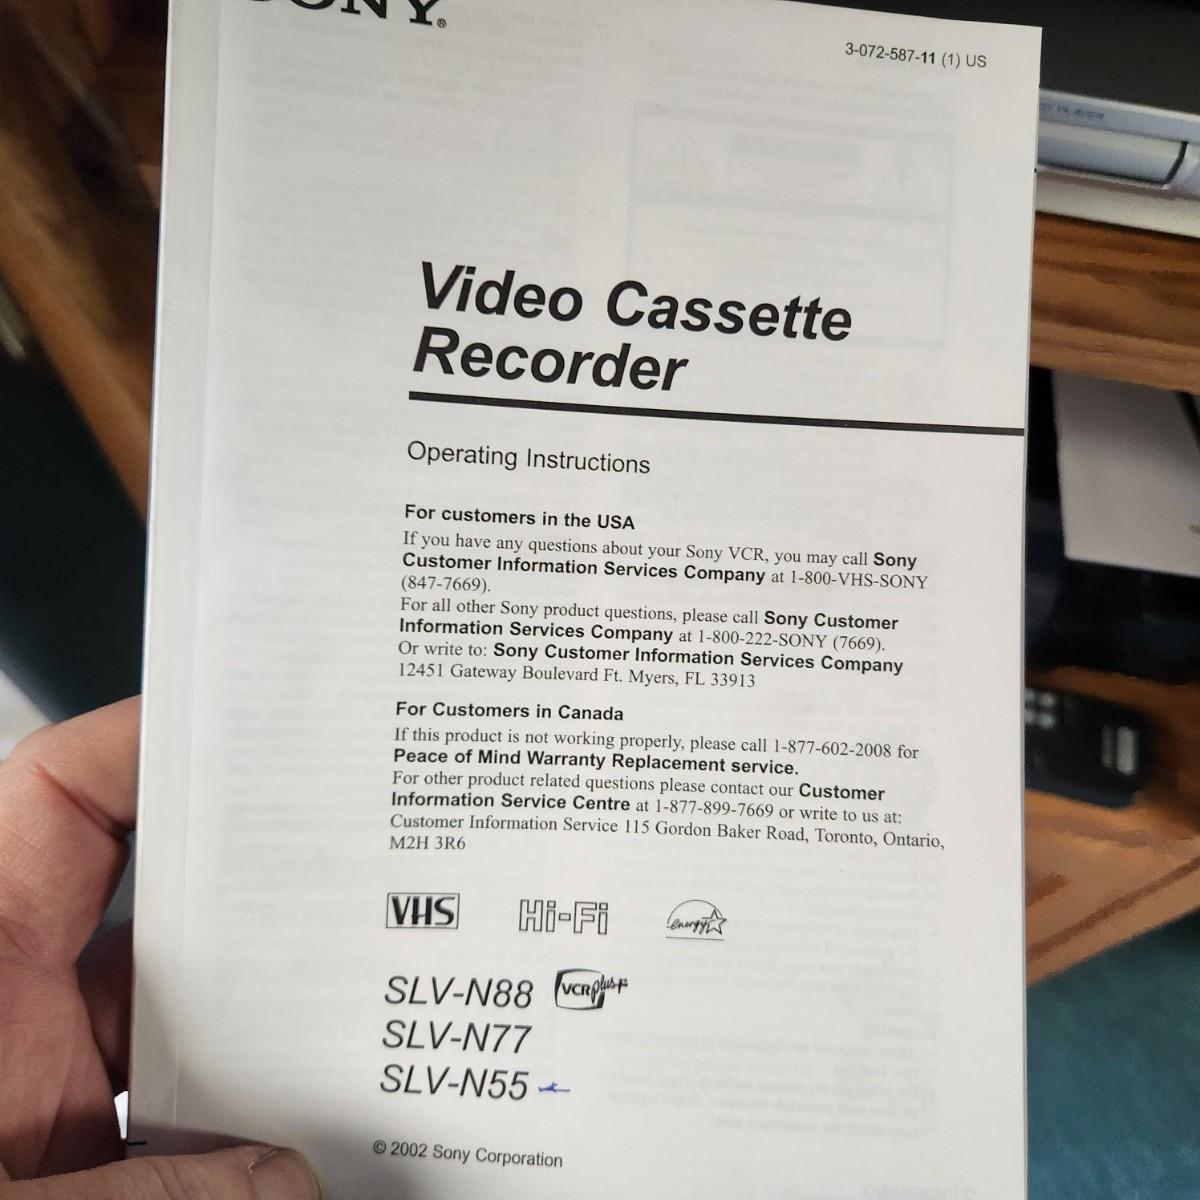 SONY®
3-072-587-11 (1) US
PLAYER
Video Cassette
Recorder
Operating Instructions
For customers in the USA
If you have any questions about your Sony VCR, you may call Sony
Customer Information Services Company at 1-800-VHS-SONY
(847-7669).
For all other Sony product questions, please call Sony Customer
Information Services Company at 1-800-222-SONY (7669).
Or write to: Sony Customer Information Services Company
12451 Gateway Boulevard Ft. Myers, FL 33913
For Customers in Canada
If this product is not working properly, please call 1-877-602-2008 for
Peace of Mind Warranty Replacement service.
For other product related questions please contact our Customer
Information Service Centre at 1-877-899-7669 or write to us at:
Customer Information Service 115 Gordon Baker Road, Toronto, Ontario,
M2H 3R6
VHS Hi-Fi energy
SLV-N88 VCR plus+
SLV-N77
SLV-N55
© 2002 Sony Corporation